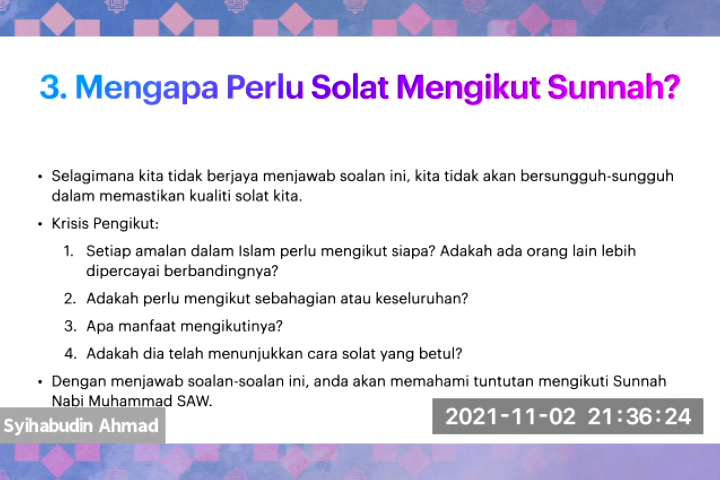 3. Mengapa Perlu Solat Mengikut Sunnah?
• Selagimana kita tidak berjaya menjawab soalan ini, kita tidak akan bersungguh-sungguh
dalam memastikan kualiti solat kita.
• Krisis Pengikut:
1. Setiap amalan dalam Islam perlu mengikut siapa? Adakah ada orang lain lebih
dipercayai berbandingnya?
2. Adakah perlu mengikut sebahagian atau keseluruhan?
3. Apa manfaat mengikutinya?
4. Adakah dia telah menunjukkan cara solat yang betul?
• Dengan menjawab soalan-soalan ini, anda akan memahami tuntutan mengikuti Sunnah
Nabi Muhammad SAW.
Syihabudin Ahmad
2021-11-02 21:36:24